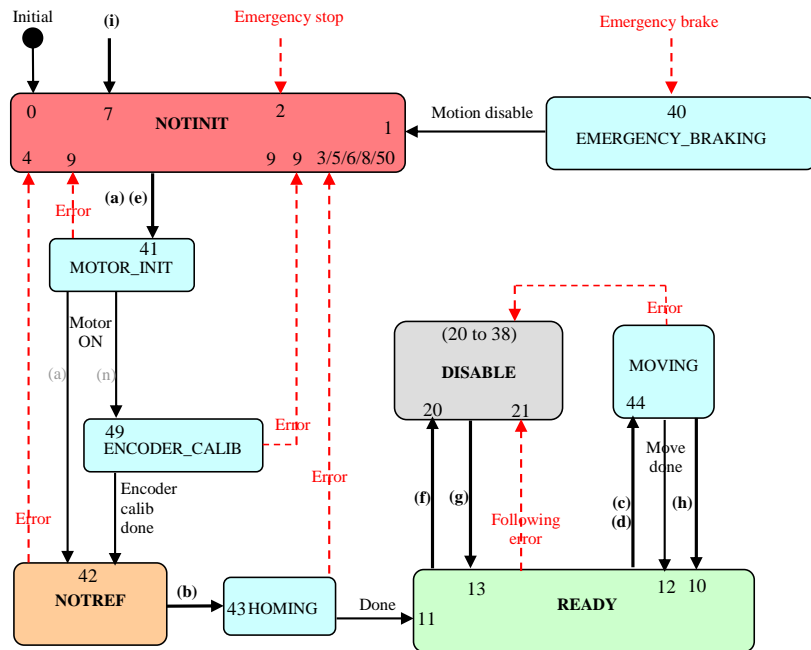 Initial
(i)
Emergency stop
Emergency brake
0
7
2
NOTINIT
1
4
9
9
9
3/5/6/8/50
Motion disable
40
EMERGENCY_BRAKING
Error
(a) (e)
41
MOTOR_INIT
Motor
ON
(a)
(n)
Error
(20 to 38)
DISABLE
20
21
MOVING
44
49
ENCODER_CALIB
Error
Error
Encoder
calib
done
Error
(f)
(g)
Following
error
(c)
(d)
Move
done
(h)
42
NOTREF
(b)
43
HOMING
Done
11
13
READY
12
10